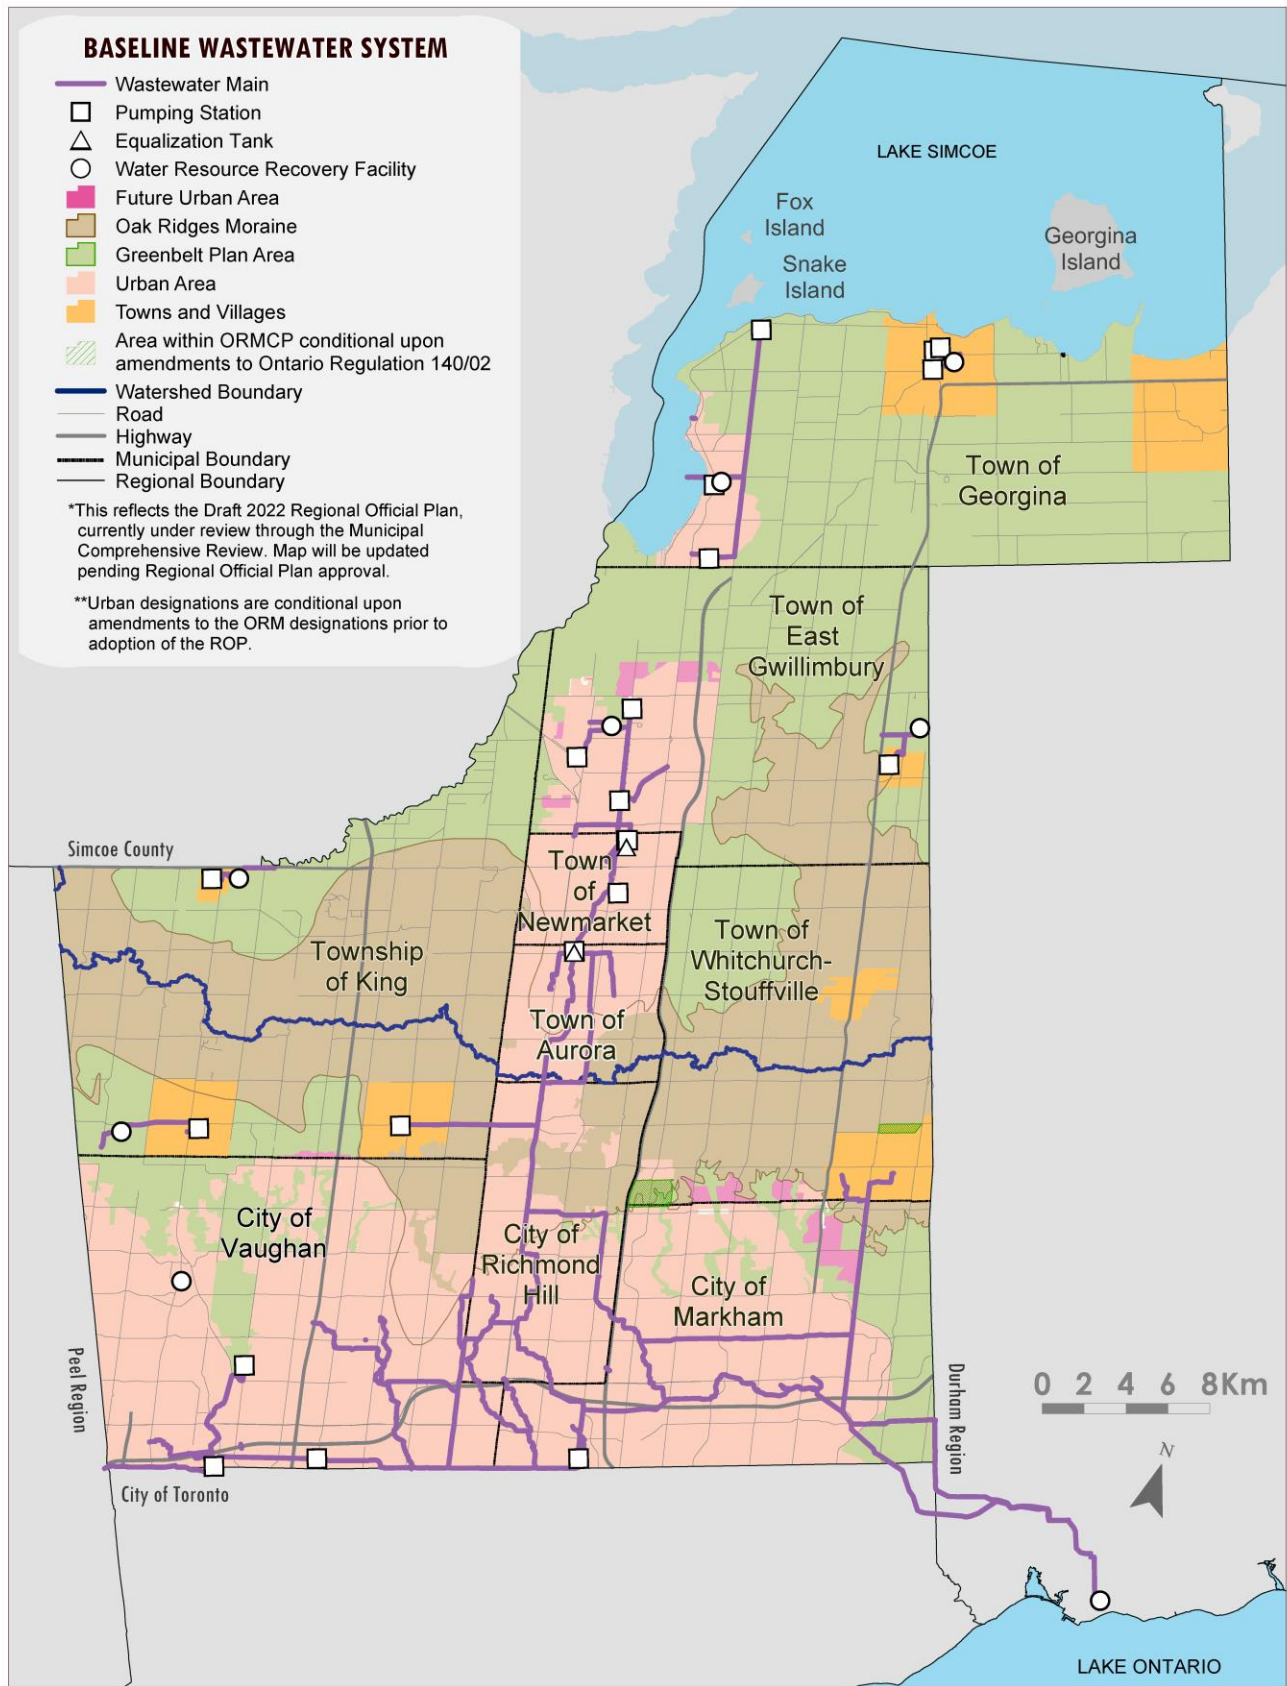 BASELINE WASTEWATER SYSTEM
Wastewater Main
Pumping Station
Equalization Tank
Water Resource Recovery Facility
Future Urban Area
Oak Ridges Moraine
Greenbelt Plan Area
Urban Area
Towns and Villages
Area within ORMCP conditional upon
amendments to Ontario Regulation 140/02
Watershed Boundary
Road
Highway
Municipal Boundary
Regional Boundary
*This reflects the Draft 2022 Regional Official Plan,
currently under review through the Municipal
Comprehensive Review. Map will be updated
pending Regional Official Plan approval.
**Urban designations are conditional upon
amendments to the ORM designations prior to
adoption of the ROP.
LAKE SIMCOE
Fox
Island
Snake
Island
Georgina
Island
Town of
Georgina
Town of
East
Gwillimbury
Simcoe County
Town
of
Newmarket
Township
of King
Town of
Whitchurch-
Stouffville
Town of
Aurora
City of
Vaughan
City of
Richmond
Hill
City of
Markham
Peel Region
Durham Region
0 2 4 6 8Km
N
City of Toronto
LAKE ONTARIO